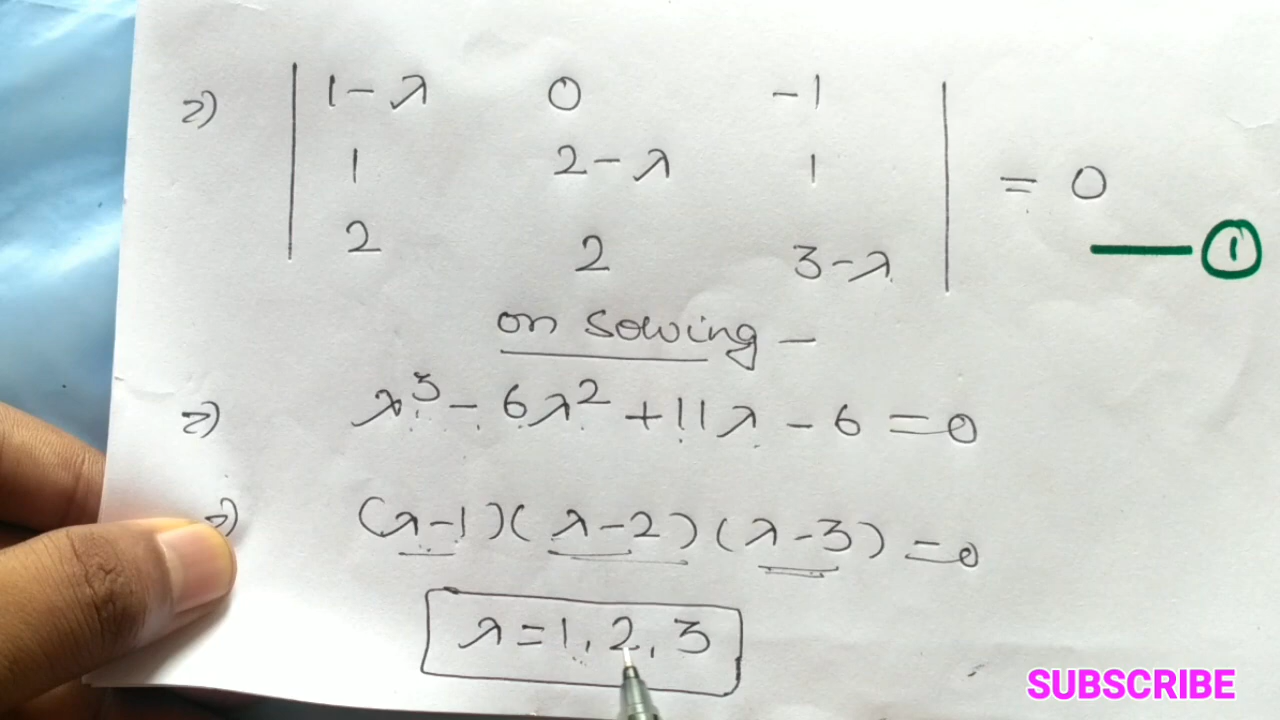 ⇒ | 1-λ 0 -1 |
| 1 2-λ 1 | = 0
| 2 2 3-λ | — ①
on solving -
⇒ λ³ - 6λ² + 11λ - 6 = 0
⇒ (λ-1)(λ-2)(λ-3) = 0
λ = 1, 2, 3
SUBSCRIBE